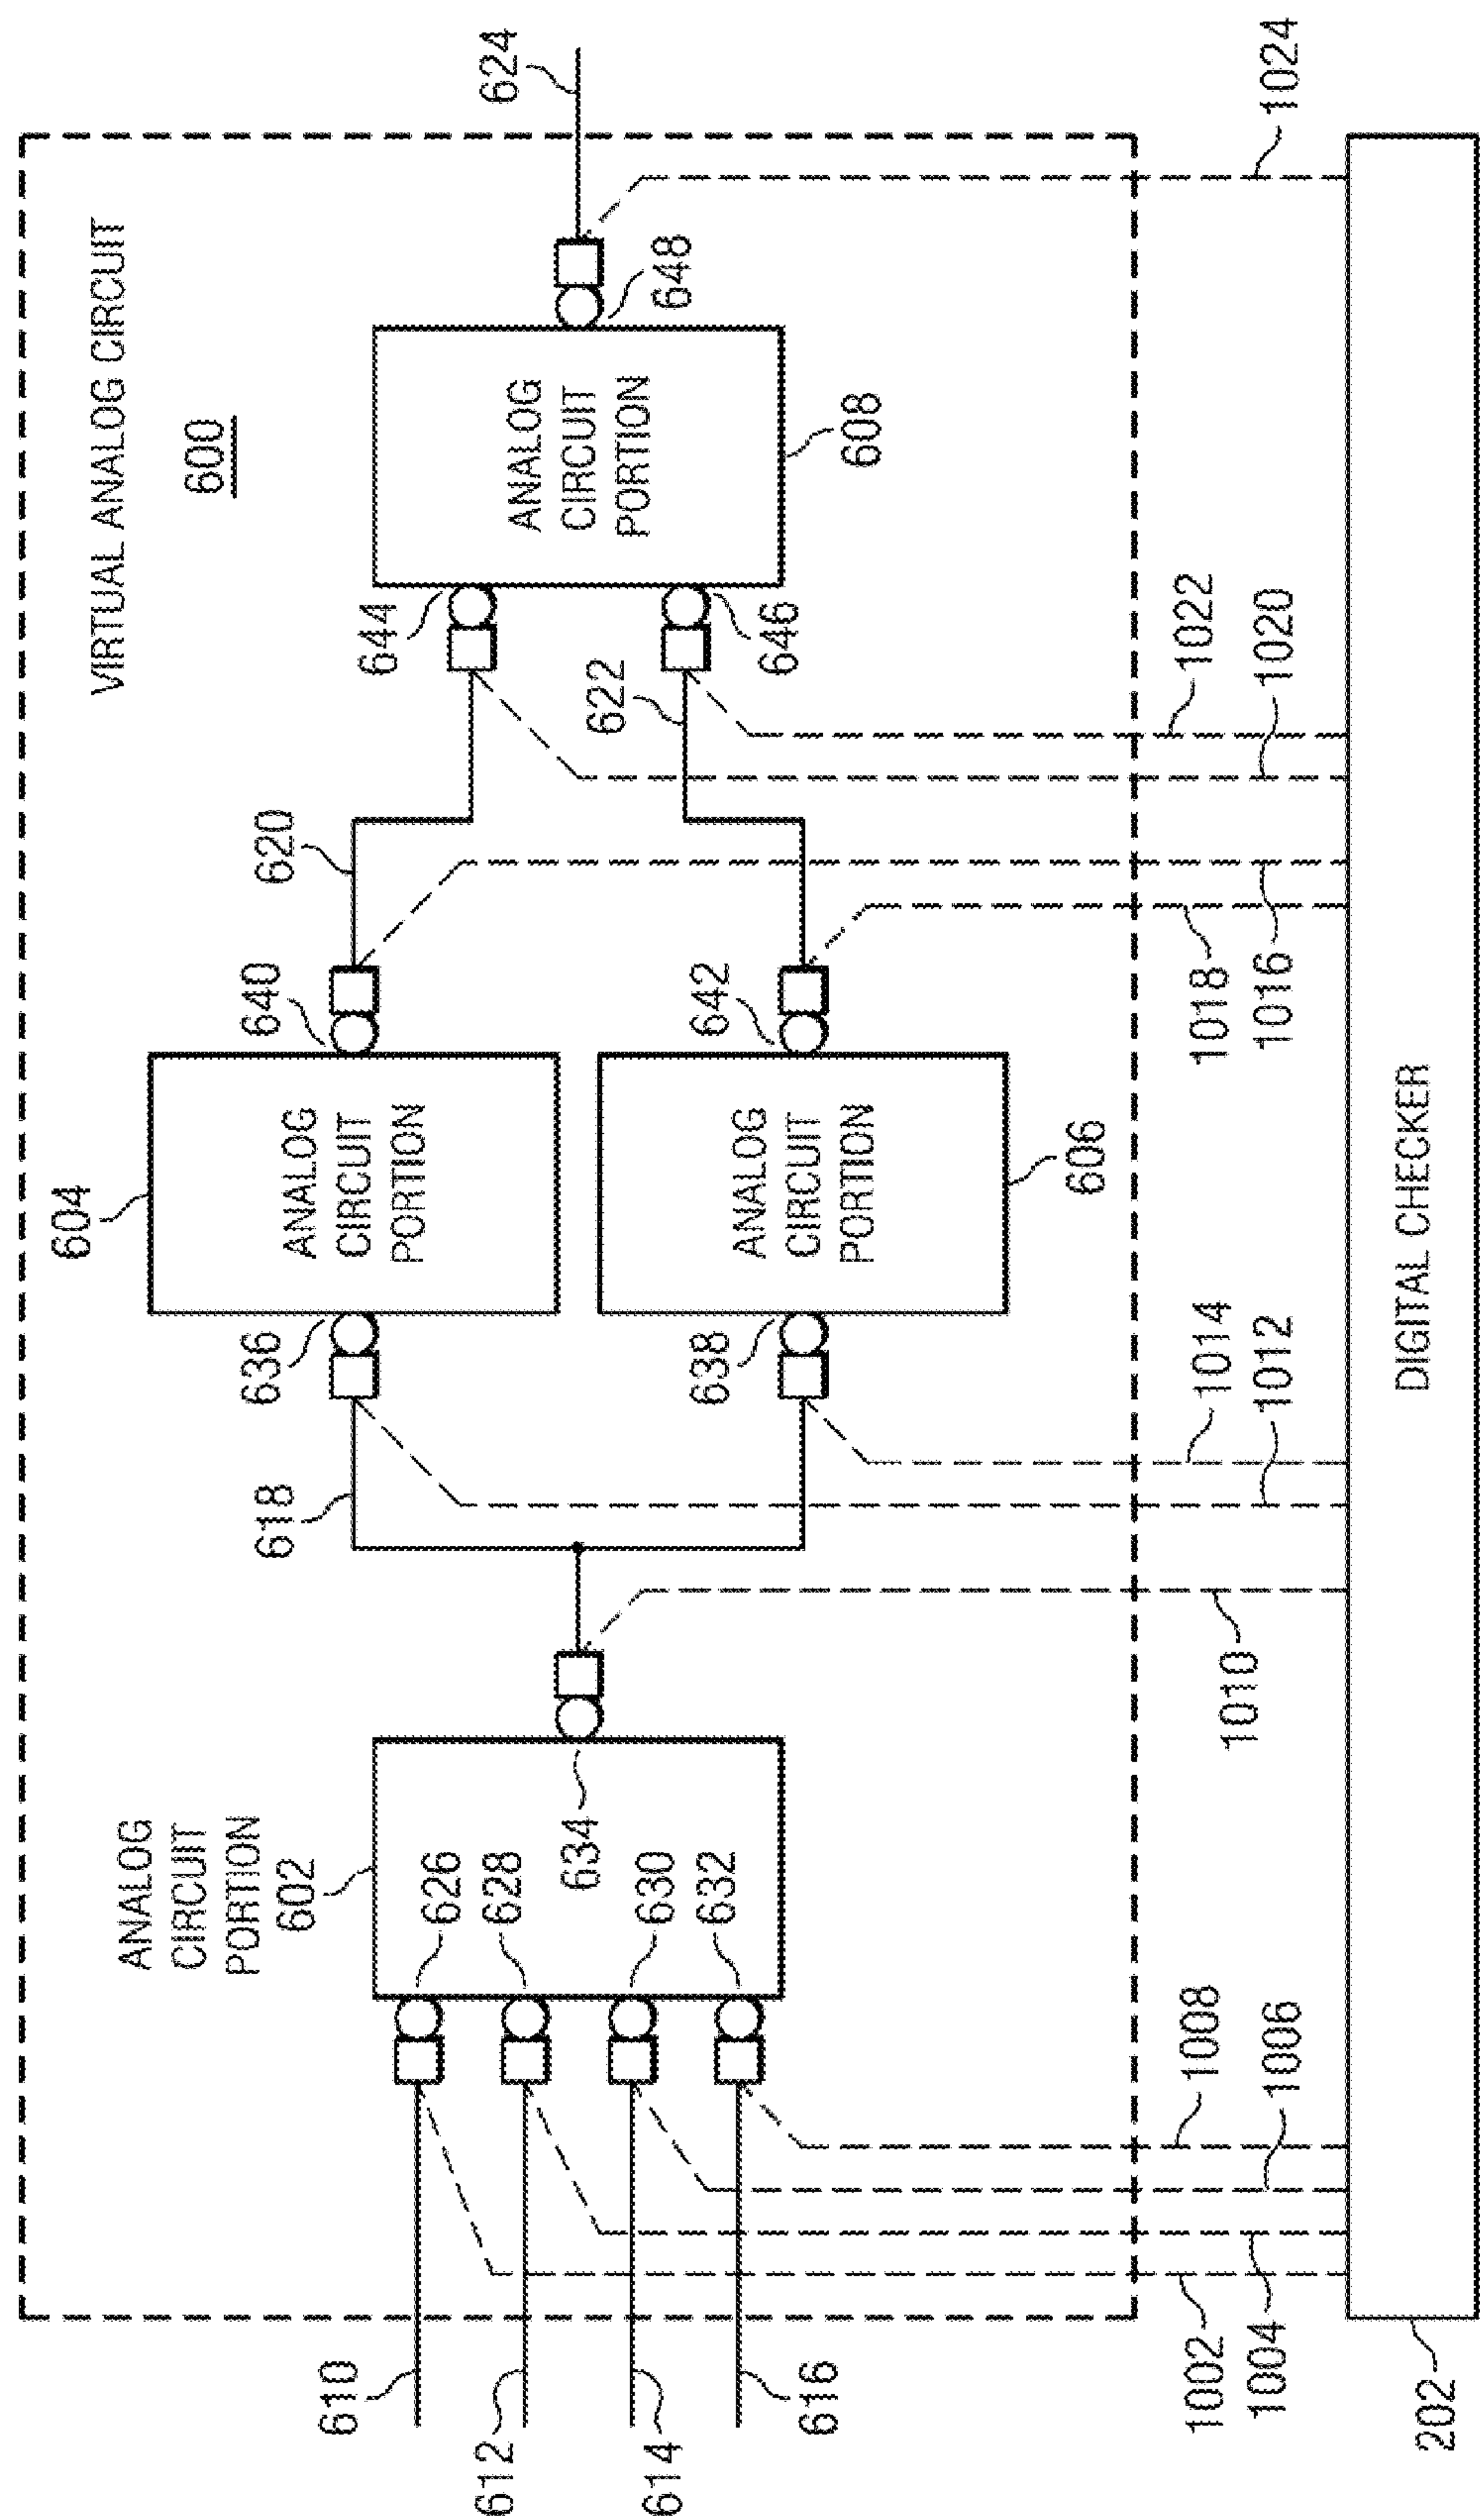 VIRTUAL ANALOG CIRCUIT
600
604
620
618
640
636
ANALOG
CIRCUIT
PORTION
602
ANALOG
CIRCUIT
PORTION
644
624
610
626
612
628
634
614
630
616
632
ANALOG
CIRCUIT
PORTION
648
642
638
622
646
ANALOG
CIRCUIT
PORTION
608
606
1002
1004
1008
1006
1010
1014
1012
1018
1016
1022
1020
1024
202
DIGITAL CHECKER